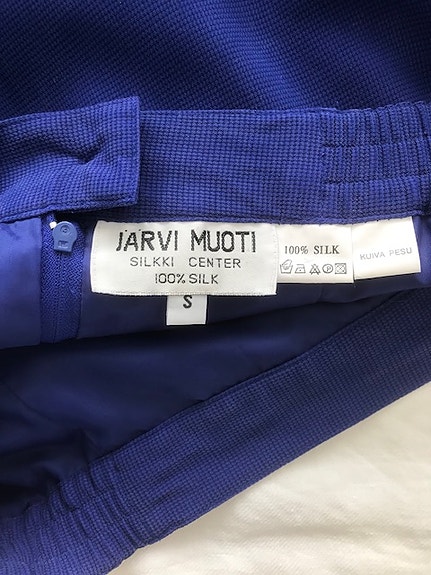 JARVI MUOTI
SILKKI CENTER
100% SILK
S
100% SILK
KUIVA PESU